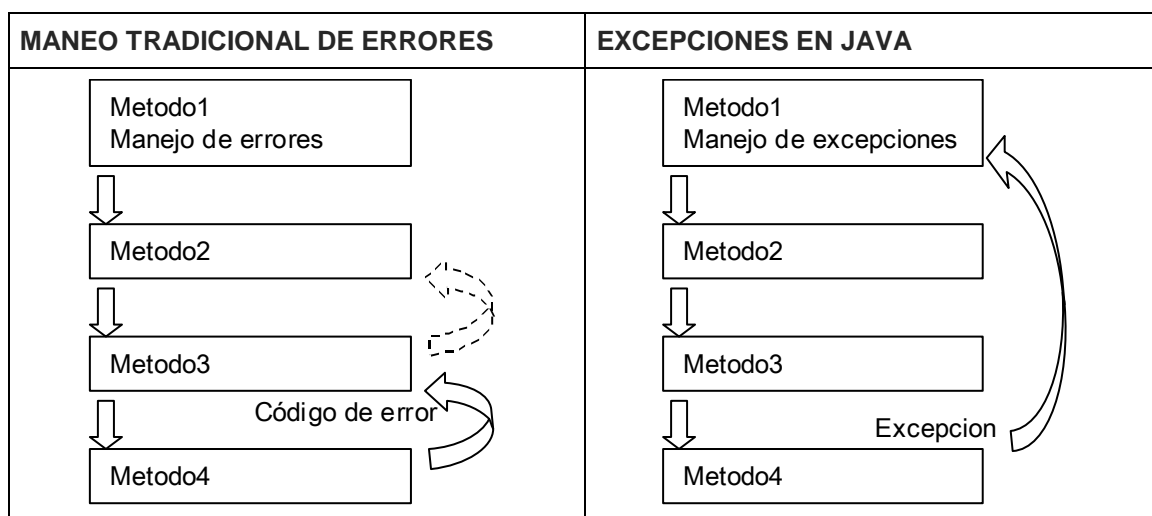 MANEO TRADICIONAL DE ERRORES
Metodo1
Manejo de errores
Metodo2
Metodo3
Código de error
Metodo4
EXCEPCIONES EN JAVA
Metodo1
Manejo de excepciones
Metodo2
Metodo3
Excepcion
Metodo4